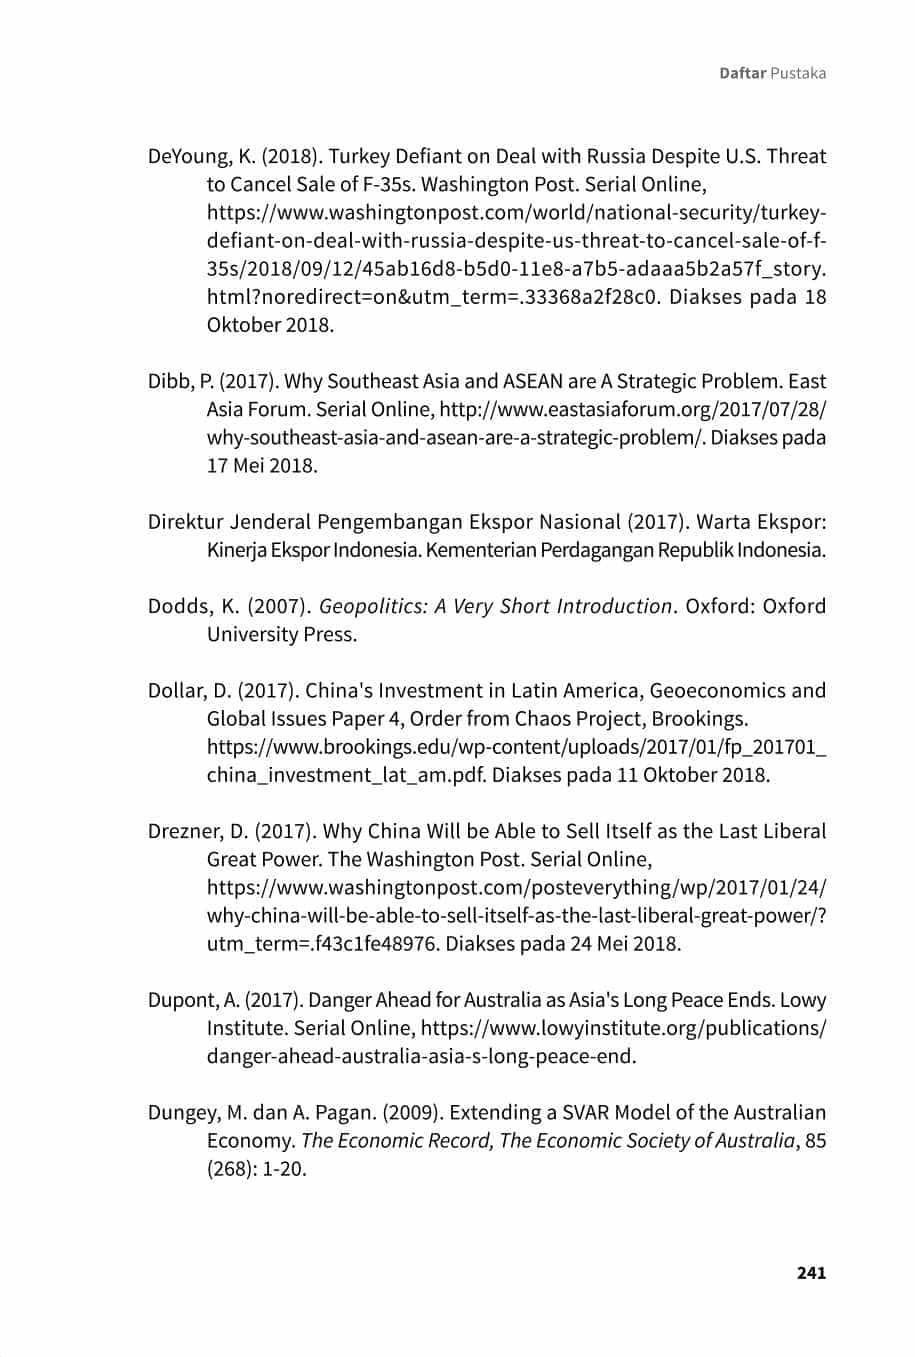 Daftar Pustaka
DeYoung, K. (2018). Turkey Defiant on Deal with Russia Despite U.S. Threat
to Cancel Sale of F-35s. Washington Post. Serial Online,
https://www.washingtonpost.com/world/national-security/turkey-
defiant-on-deal-with-russia-despite-us-threat-to-cancel-sale-of-f-
35s/2018/09/12/45ab16d8-b5d0-11e8-a7b5-adaaa5b2a57f_story.
html?noredirect=on&utm_term=.33368a2f28c0. Diakses pada 18
Oktober 2018.
Dibb, P. (2017). Why Southeast Asia and ASEAN are A Strategic Problem. East
Asia Forum. Serial Online, http://www.eastasiaforum.org/2017/07/28/
why-southeast-asia-and-asean-are-a-strategic-problem/. Diakses pada
17 Mei 2018.
Direktur Jenderal Pengembangan Ekspor Nasional (2017). Warta Ekspor:
Kinerja Ekspor Indonesia. Kementerian Perdagangan Republik Indonesia.
Dodds, K. (2007). Geopolitics: A Very Short Introduction. Oxford: Oxford
University Press.
Dollar, D. (2017). China's Investment in Latin America, Geoeconomics and
Global Issues Paper 4, Order from Chaos Project, Brookings.
https://www.brookings.edu/wp-content/uploads/2017/01/fp_201701_
china_investment_lat_am.pdf. Diakses pada 11 Oktober 2018.
Drezner, D. (2017). Why China Will be Able to Sell Itself as the Last Liberal
Great Power. The Washington Post. Serial Online,
https://www.washingtonpost.com/posteverything/wp/2017/01/24/
why-china-will-be-able-to-sell-itself-as-the-last-liberal-great-power/?
utm_term=.f43c1fe48976. Diakses pada 24 Mei 2018.
Dupont, A. (2017). Danger Ahead for Australia as Asia's Long Peace Ends. Lowy
Institute. Serial Online, https://www.lowyinstitute.org/publications/
danger-ahead-australia-asia-s-long-peace-end.
Dungey, M. dan A. Pagan. (2009). Extending a SVAR Model of the Australian
Economy. The Economic Record, The Economic Society of Australia, 85
(268): 1-20.
241